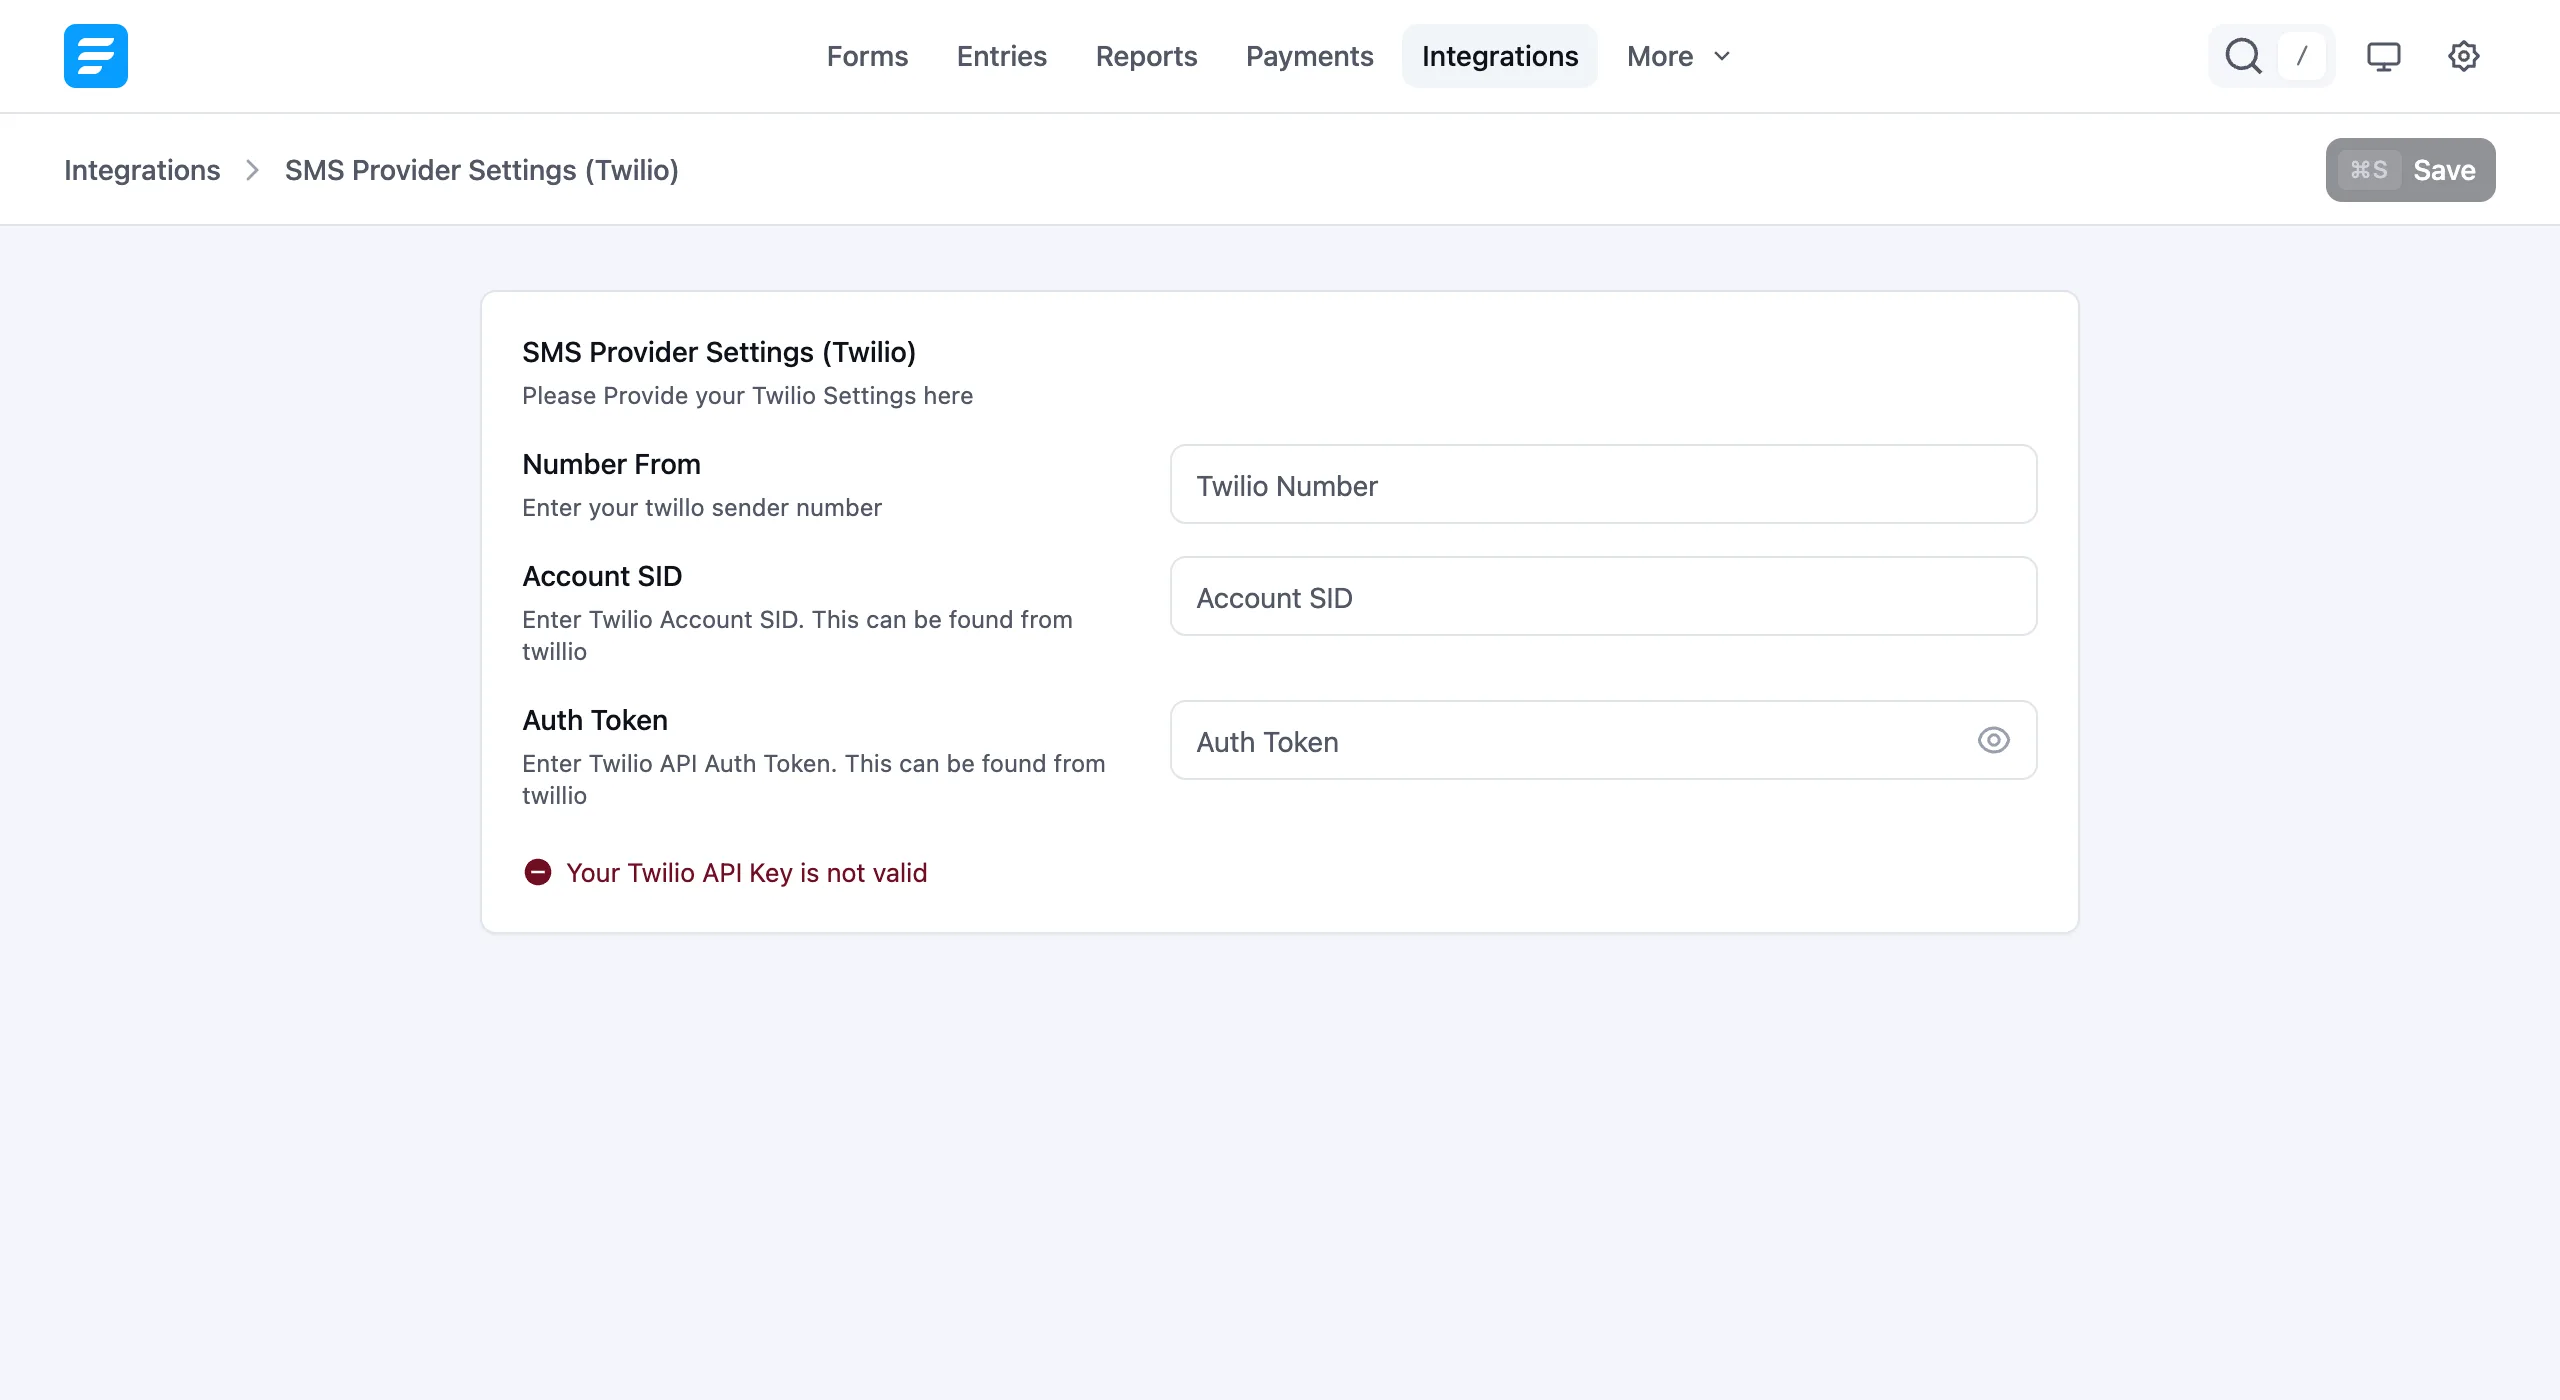 Forms Entries Reports Payments Integrations More
/
Integrations > SMS Provider Settings (Twilio)
⌘S Save
SMS Provider Settings (Twilio)
Please Provide your Twilio Settings here
Number From
Enter your twillo sender number
Twilio Number
Account SID
Enter Twilio Account SID. This can be found from
twillio
Account SID
Auth Token
Enter Twilio API Auth Token. This can be found from
twillio
Auth Token
Your Twilio API Key is not valid